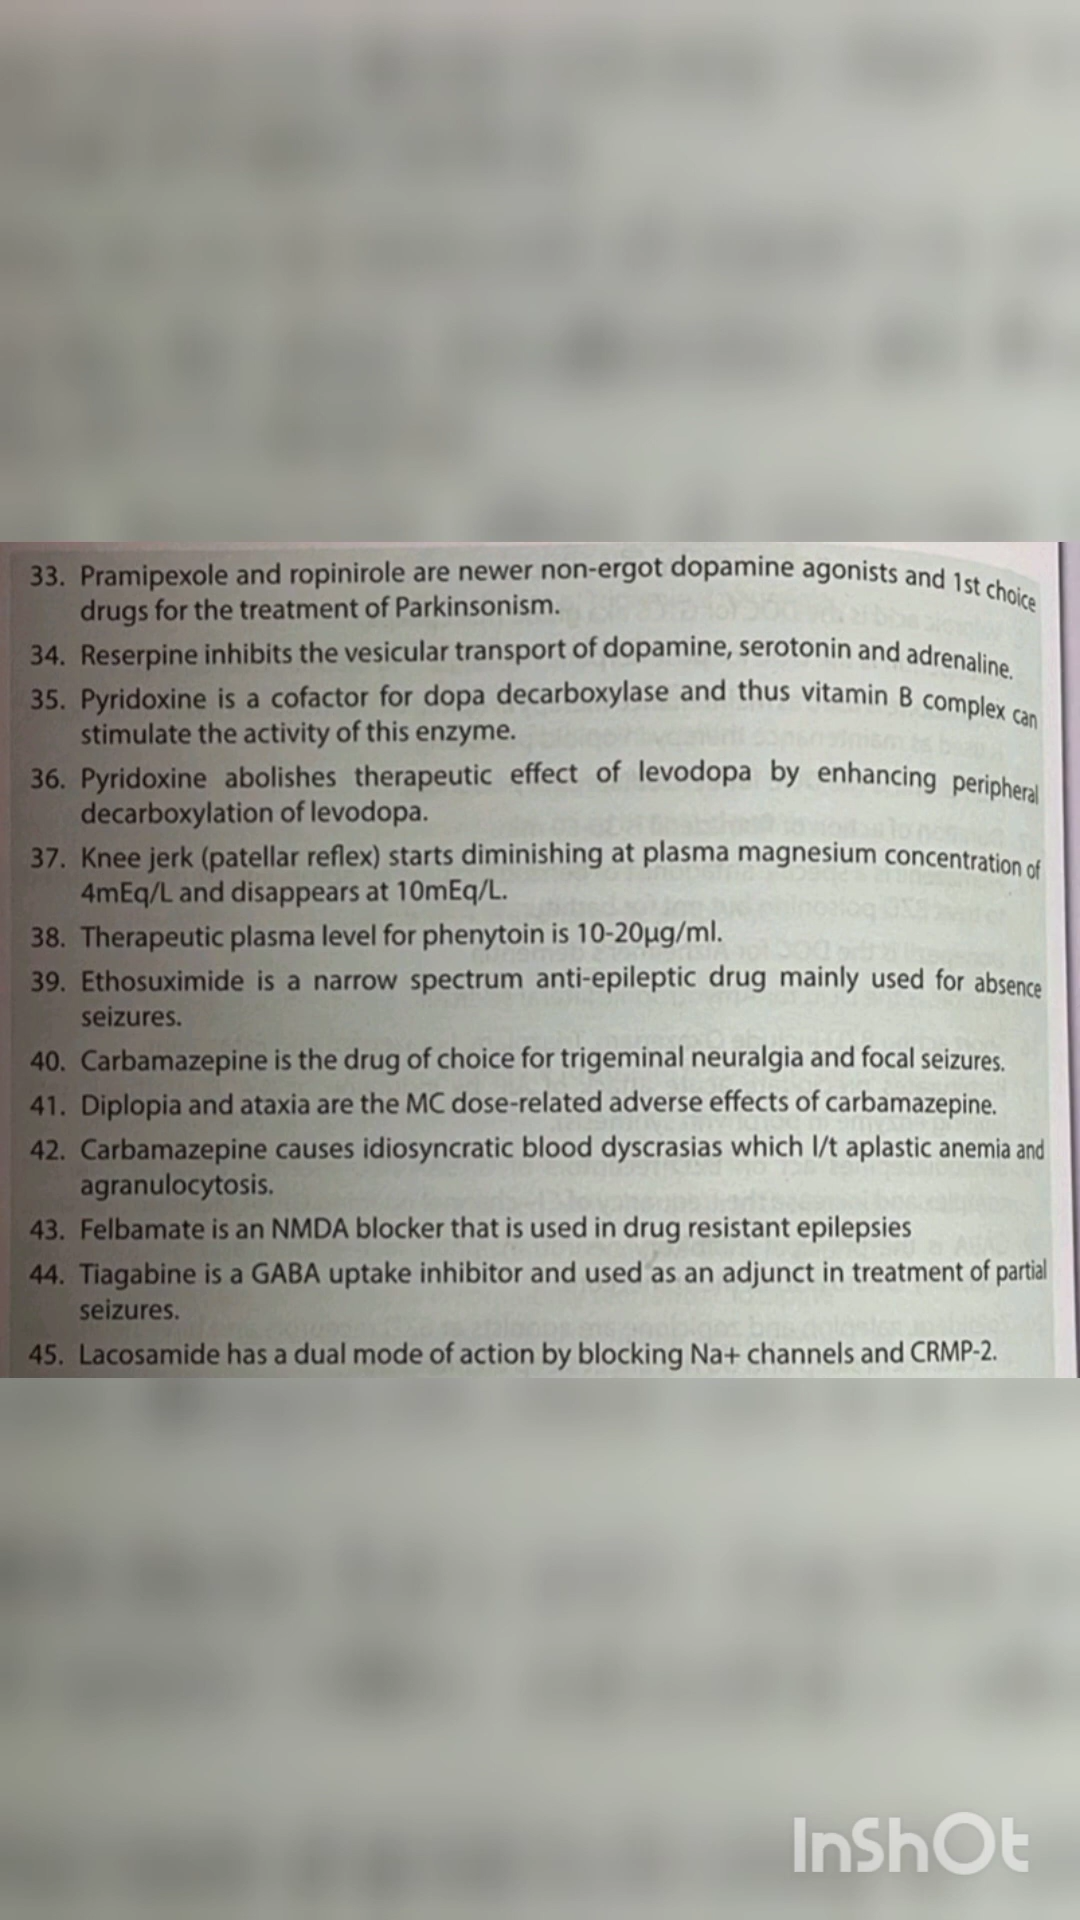 33. Pramipexole and ropinirole are newer non-ergot dopamine agonists and 1st choice
drugs for the treatment of Parkinsonism.
34. Reserpine inhibits the vesicular transport of dopamine, serotonin and adrenaline.
35. Pyridoxine is a cofactor for dopa decarboxylase and thus vitamin B complex can
stimulate the activity of this enzyme.
36. Pyridoxine abolishes therapeutic effect of levodopa by enhancing peripheral
decarboxylation of levodopa.
37. Knee jerk (patellar reflex) starts diminishing at plasma magnesium concentration of
4mEq/L and disappears at 10mEq/L.
38. Therapeutic plasma level for phenytoin is 10-20µg/ml.
39. Ethosuximide is a narrow spectrum anti-epileptic drug mainly used for absence
seizures.
40. Carbamazepine is the drug of choice for trigeminal neuralgia and focal seizures.
41. Diplopia and ataxia are the MC dose-related adverse effects of carbamazepine.
42. Carbamazepine causes idiosyncratic blood dyscrasias which l/t aplastic anemia and
agranulocytosis.
43. Felbamate is an NMDA blocker that is used in drug resistant epilepsies
44. Tiagabine is a GABA uptake inhibitor and used as an adjunct in treatment of partial
seizures.
45. Lacosamide has a dual mode of action by blocking Na+ channels and CRMP-2.
InShOt